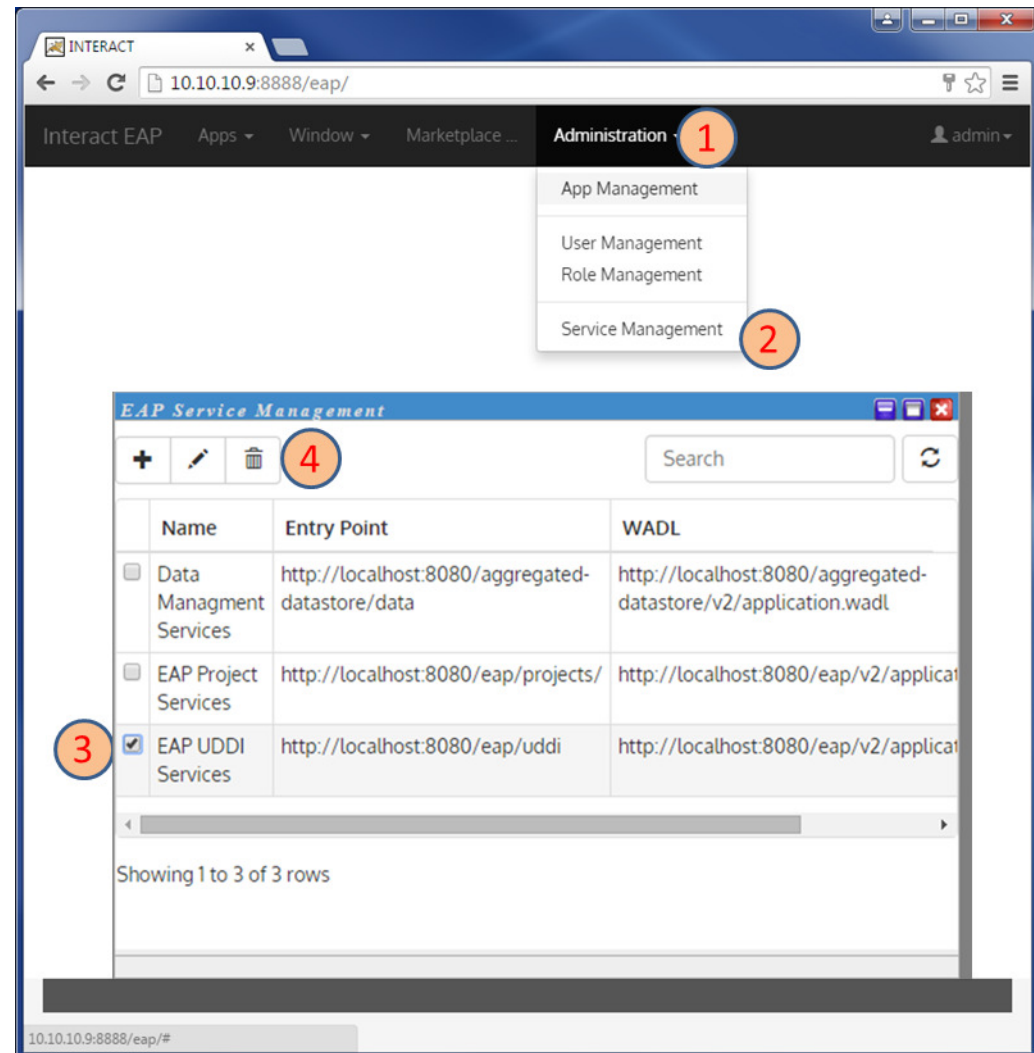 INTERACT
10.10.10.9:8888/eap/
Interact EAP Apps Window Marketplace ... Administration 1 admin
App Management
User Management
Role Management
Service Management 2
EAP Service Management
4 Search
Name Entry Point WADL
Data http://localhost:8080/aggregated- http://localhost:8080/aggregated-
Managment datastore/data datastore/v2/application.wadl
Services
EAP Project http://localhost:8080/eap/projects/ http://localhost:8080/eap/v2/applicat
Services
3 EAP UDDI http://localhost:8080/eap/uddi http://localhost:8080/eap/v2/applicat
Services
Showing 1 to 3 of 3 rows
10.10.10.9:8888/eap/#